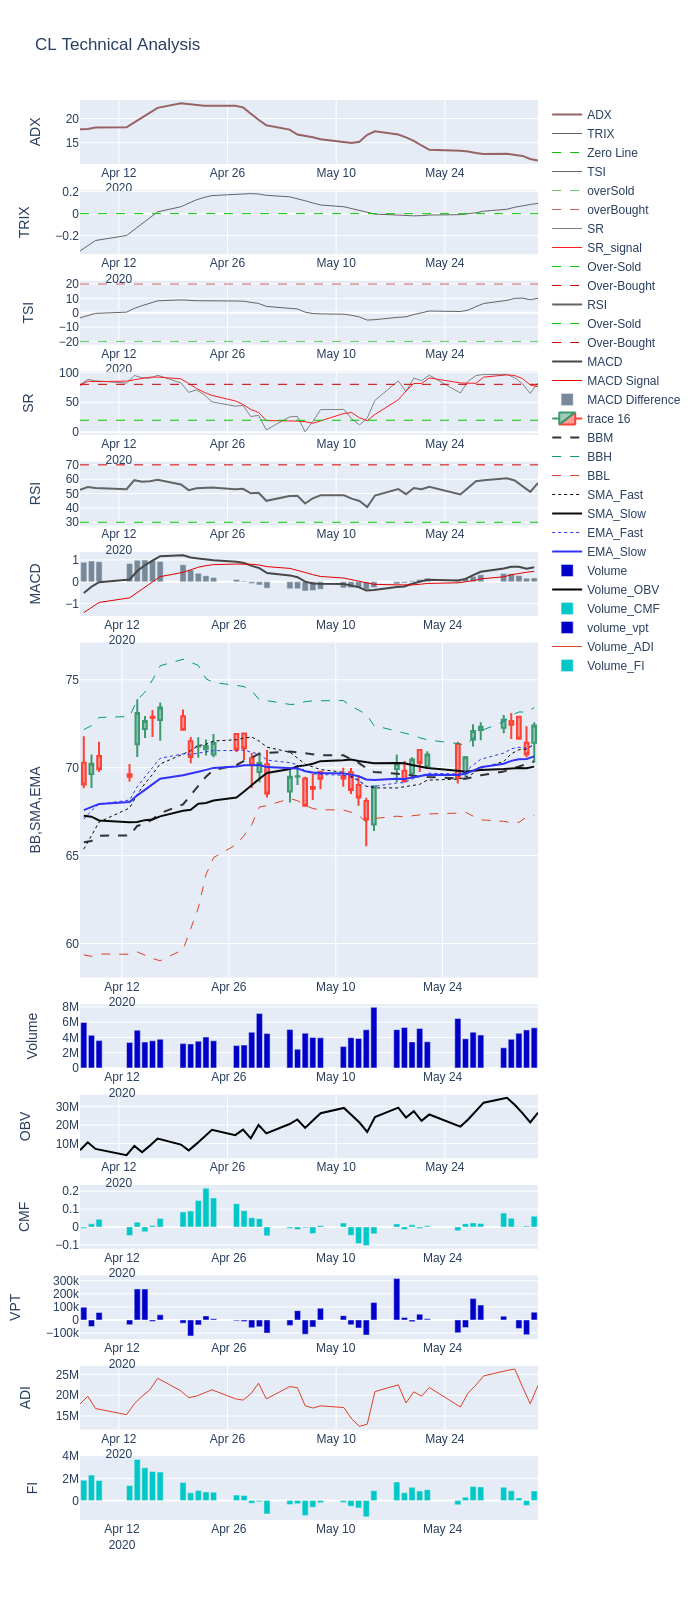 CL Technical Analysis
ADX
20
15
Apr 12
2020
Apr 26
May 10
May 24
TRIX
0.2
0
−0.2
Apr 12
2020
Apr 26
May 10
May 24
TSI
20
10
0
−10
−20
Apr 12
2020
Apr 26
May 10
May 24
SR
100
50
0
Apr 12
2020
Apr 26
May 10
May 24
RSI
70
60
50
40
30
Apr 12
2020
Apr 26
May 10
May 24
MACD
1
0
−1
Apr 12
2020
Apr 26
May 10
May 24
BB,SMA,EMA
75
70
65
60
Apr 12
2020
Apr 26
May 10
May 24
Volume
8M
6M
4M
2M
0
Apr 12
2020
Apr 26
May 10
May 24
OBV
30M
20M
10M
Apr 12
2020
Apr 26
May 10
May 24
CMF
0.2
0.1
0
−0.1
Apr 12
2020
Apr 26
May 10
May 24
VPT
300k
200k
100k
0
−100k
Apr 12
2020
Apr 26
May 10
May 24
ADI
25M
20M
15M
Apr 12
2020
Apr 26
May 10
May 24
FI
4M
2M
0
Apr 12
2020
Apr 26
May 10
May 24
ADX
TRIX
Zero Line
TSI
overSold
overBought
SR
SR_signal
Over-Sold
Over-Bought
RSI
Over-Sold
Over-Bought
MACD
MACD Signal
MACD Difference
trace 16
BBM
BBH
BBL
SMA_Fast
SMA_Slow
EMA_Fast
EMA_Slow
Volume
Volume_OBV
Volume_CMF
volume_vpt
Volume_ADI
Volume_FI